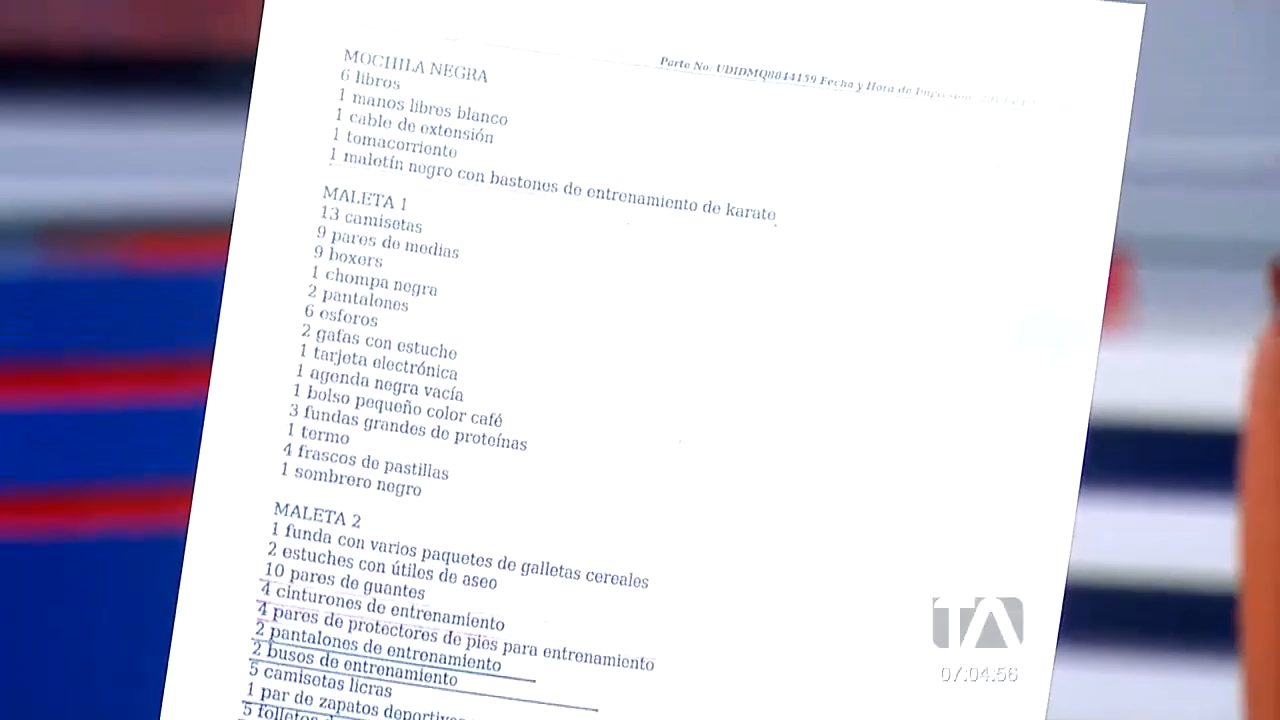 Parte No. UDIDMQ8044159 Fecha y Hora de Impresión:
MOCHILA NEGRA
6 libros
1 manos libres blanco
1 cable de extensión
1 tomacorriente
1 maletín negro con bastones de entrenamiento de karate
MALETA 1
13 camisetas
9 pares de medias
9 boxers
1 chompa negra
2 pantalones
6 esferos
2 gafas con estuche
1 tarjeta electrónica
1 agenda negra vacía
1 bolso pequeño color café
3 fundas grandes de proteínas
1 termo
4 frascos de pastillas
1 sombrero negro
MALETA 2
1 funda con varios paquetes de galletas cereales
2 estuches con útiles de aseo
10 pares de guantes
4 cinturones de entrenamiento
4 pares de protectores de pies para entrenamiento
2 pantalones de entrenamiento
2 busos de entrenamiento
5 camisetas licras
1 par de zapatos deportivos
5 folletos
TA
07:04:56